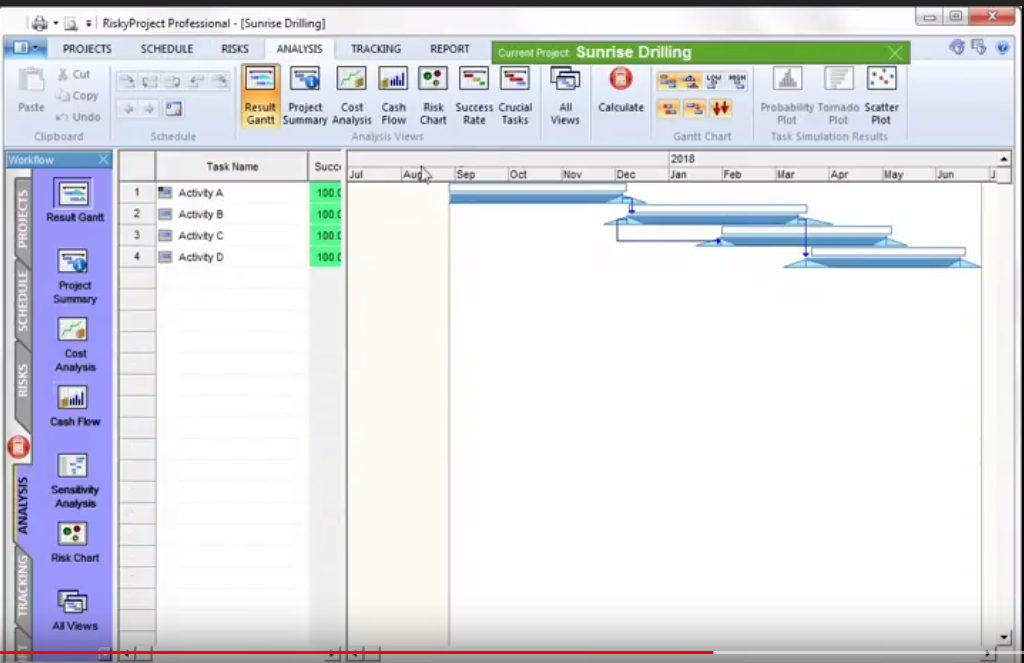 RiskyProject Professional - [Sunrise Drilling]
PROJECTS SCHEDULE RISKS ANALYSIS TRACKING REPORT
Current Project: Sunrise Drilling
Paste
Cut
Copy
Undo
Clipboard
Schedule
Result Gantt
Project Summary
Cost Analysis
Cash Flow
Risk Chart
Success Rate
Crucial Tasks
Analysis Views
All Views
Calculate
LOW HIGH
Gantt Chart
Probability Plot
Tornado Plot
Scatter Plot
Task Simulation Results
Workflow
PROJECTS
SCHEDULE
RISKS
ANALYSIS
TRACKING
Result Gantt
Project
Summary
Cost
Analysis
Cash Flow
Sensitivity
Analysis
Risk Chart
All Views
Task Name Succ
2018
Jul Aug Sep Oct Nov Dec Jan Feb Mar Apr May Jun J
1 Activity A 100.0
2 Activity B 100.0
3 Activity C 100.0
4 Activity D 100.0